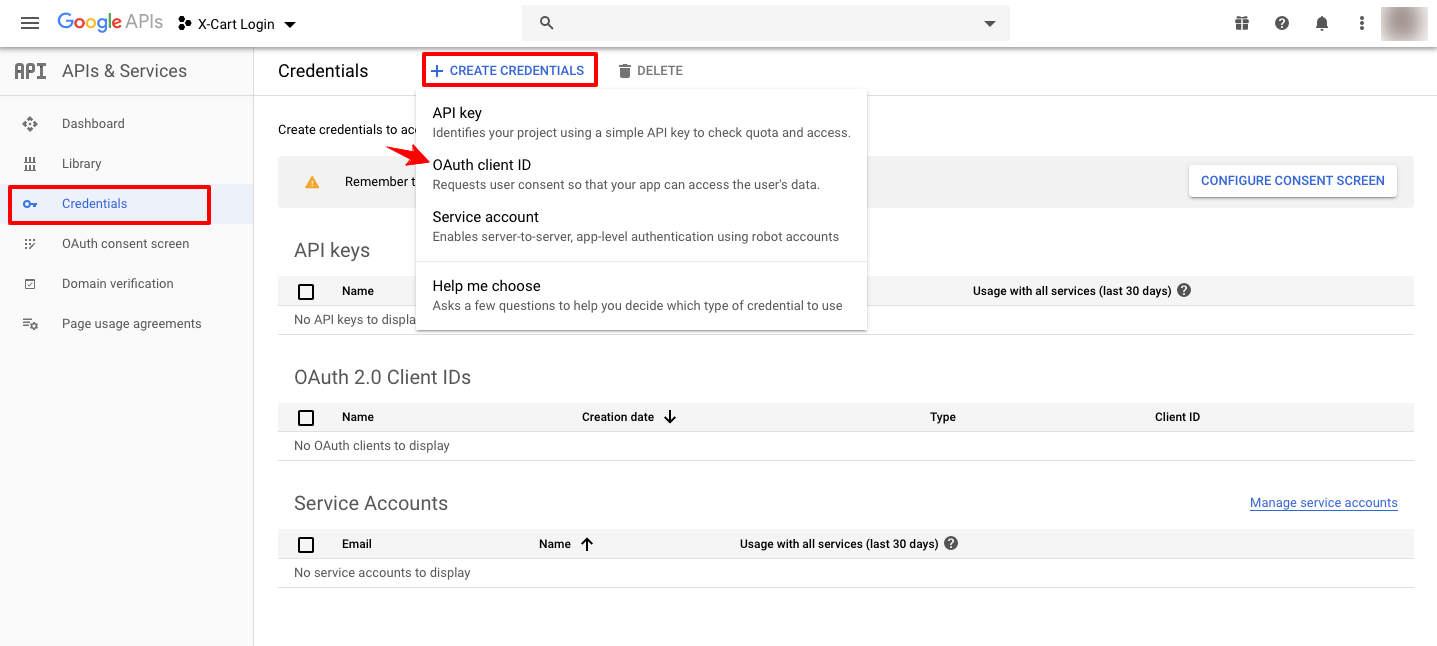 Google APIs
X-Cart Login
API APIs & Services
Dashboard
Library
Credentials
OAuth consent screen
Domain verification
Page usage agreements
Credentials
CREATE CREDENTIALS
DELETE
API key
Identifies your project using a simple API key to check quota and access.
OAuth client ID
Requests user consent so that your app can access the user's data.
Service account
Enables server-to-server, app-level authentication using robot accounts
Help me choose
Asks a few questions to help you decide which type of credential to use
Create credentials to
Remember
CONFIGURE CONSENT SCREEN
API keys
Name Usage with all services (last 30 days)
No API keys to displa
OAuth 2.0 Client IDs
Name Creation date Type Client ID
No OAuth clients to display
Service Accounts
Manage service accounts
Email Name Usage with all services (last 30 days)
No service accounts to display